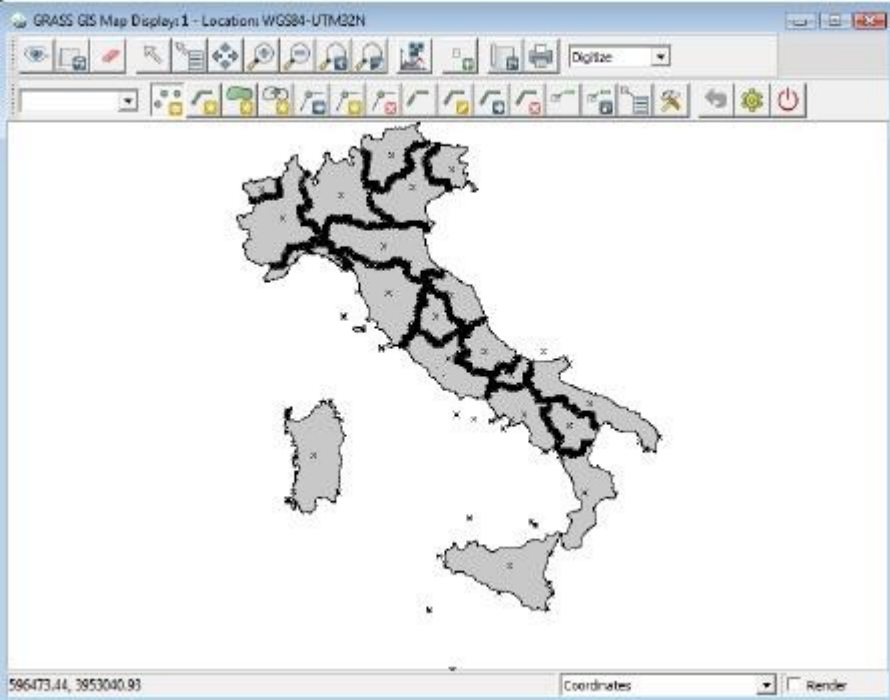 GRASS GIS Map Display: 1 - Location: WGS84-UTM32N
Digitize
596473.44, 3953040.93
Coordinates
Render